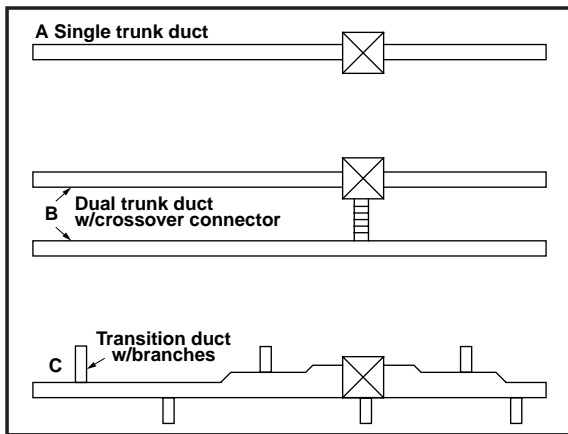 A Single trunk duct
B
Dual trunk duct
w/crossover connector
C
Transition duct
w/branches